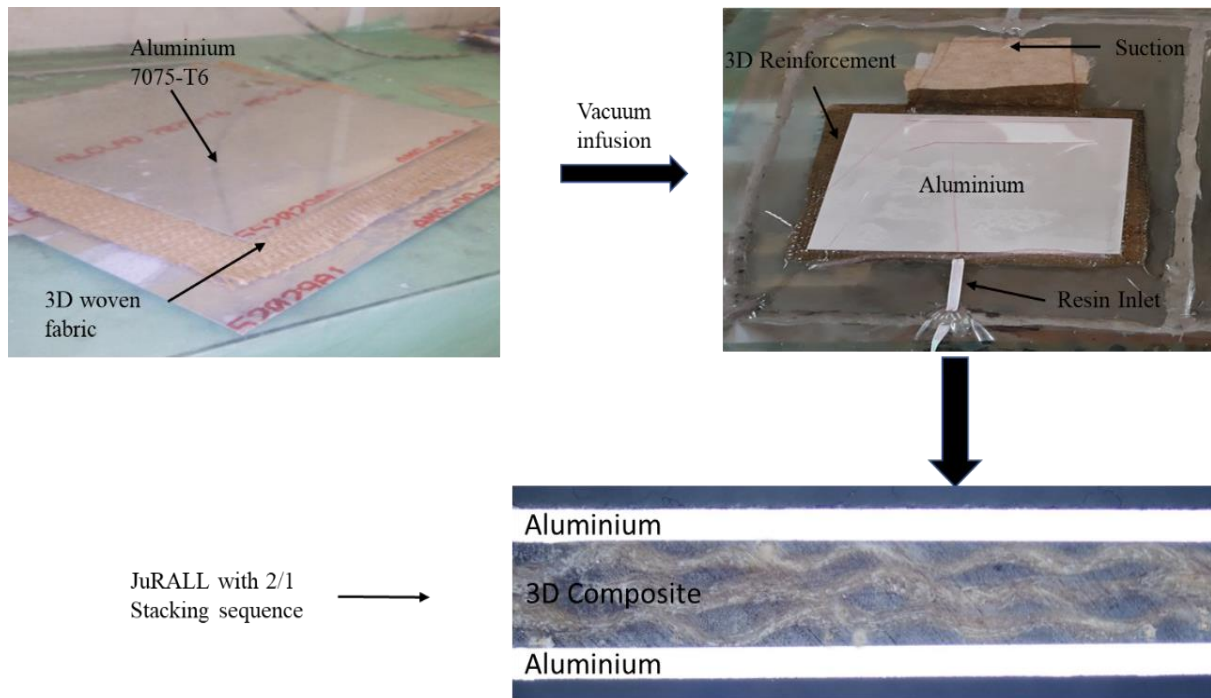 Aluminium
7075-T6
3D woven
fabric
52029A1
Vacuum
infusion
Suction
3D Reinforcement
Aluminium
Resin Inlet
JuRALL with 2/1
Stacking sequence
Aluminium
3D Composite
Aluminium